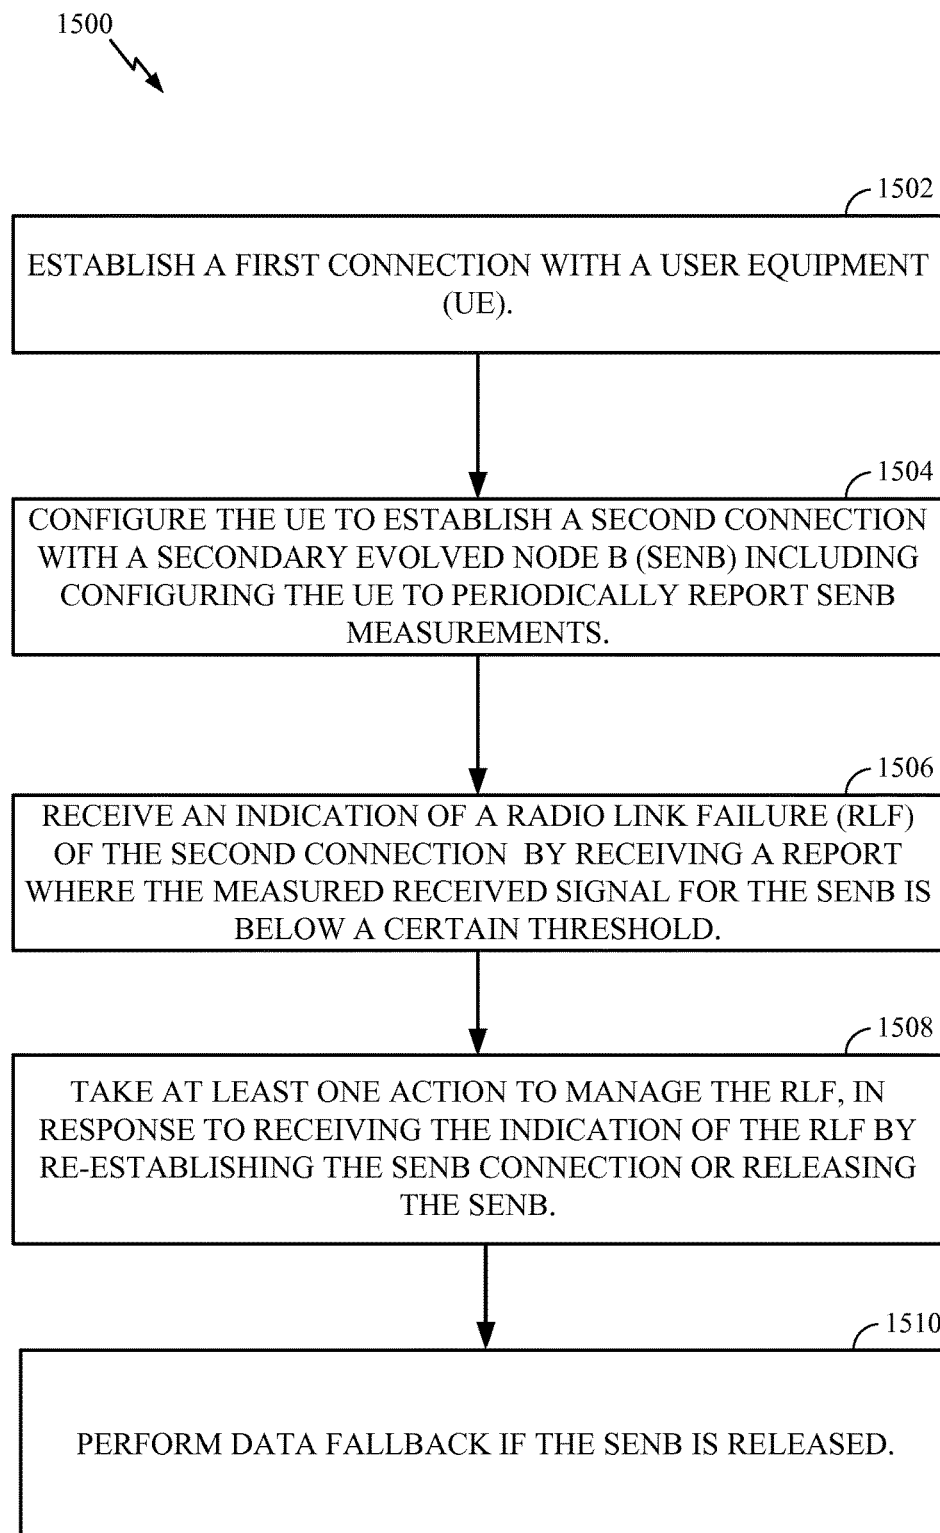 1500
1502
ESTABLISH A FIRST CONNECTION WITH A USER EQUIPMENT
(UE).
1504
CONFIGURE THE UE TO ESTABLISH A SECOND CONNECTION
WITH A SECONDARY EVOLVED NODE B (SENB) INCLUDING
CONFIGURING THE UE TO PERIODICALLY REPORT SENB
MEASUREMENTS.
1506
RECEIVE AN INDICATION OF A RADIO LINK FAILURE (RLF)
OF THE SECOND CONNECTION BY RECEIVING A REPORT
WHERE THE MEASURED RECEIVED SIGNAL FOR THE SENB IS
BELOW A CERTAIN THRESHOLD.
1508
TAKE AT LEAST ONE ACTION TO MANAGE THE RLF, IN
RESPONSE TO RECEIVING THE INDICATION OF THE RLF BY
RE-ESTABLISHING THE SENB CONNECTION OR RELEASING
THE SENB.
1510
PERFORM DATA FALLBACK IF THE SENB IS RELEASED.